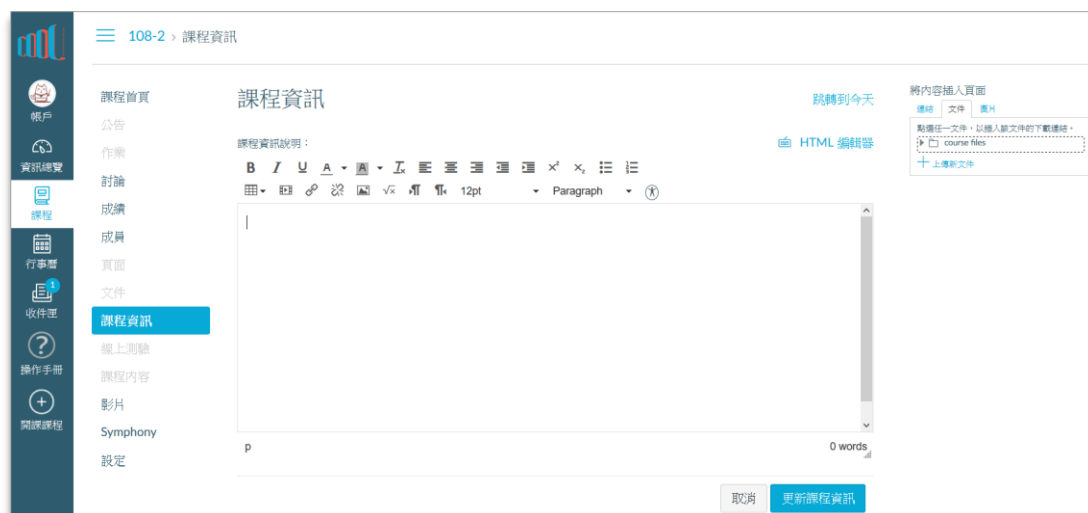 108-2 › 課程資訊
帳戶
資訊總覽
課程
行事曆
1
收件匣
操作手冊
開課課程
課程首頁
公告
作業
討論
成績
成員
頁面
文件
課程資訊
線上測驗
課程內容
影片
Symphony
設定
課程資訊
跳轉到今天
課程資訊說明：
HTML 編輯器
B I U A A Tx x² x₂
√x ¶ ¶ 12pt Paragraph
p
0 words
取消
更新課程資訊
將內容插入頁面
連結 文件 圖片
點選任一文件，以插入該文件的下載連結。
course files
上傳新文件